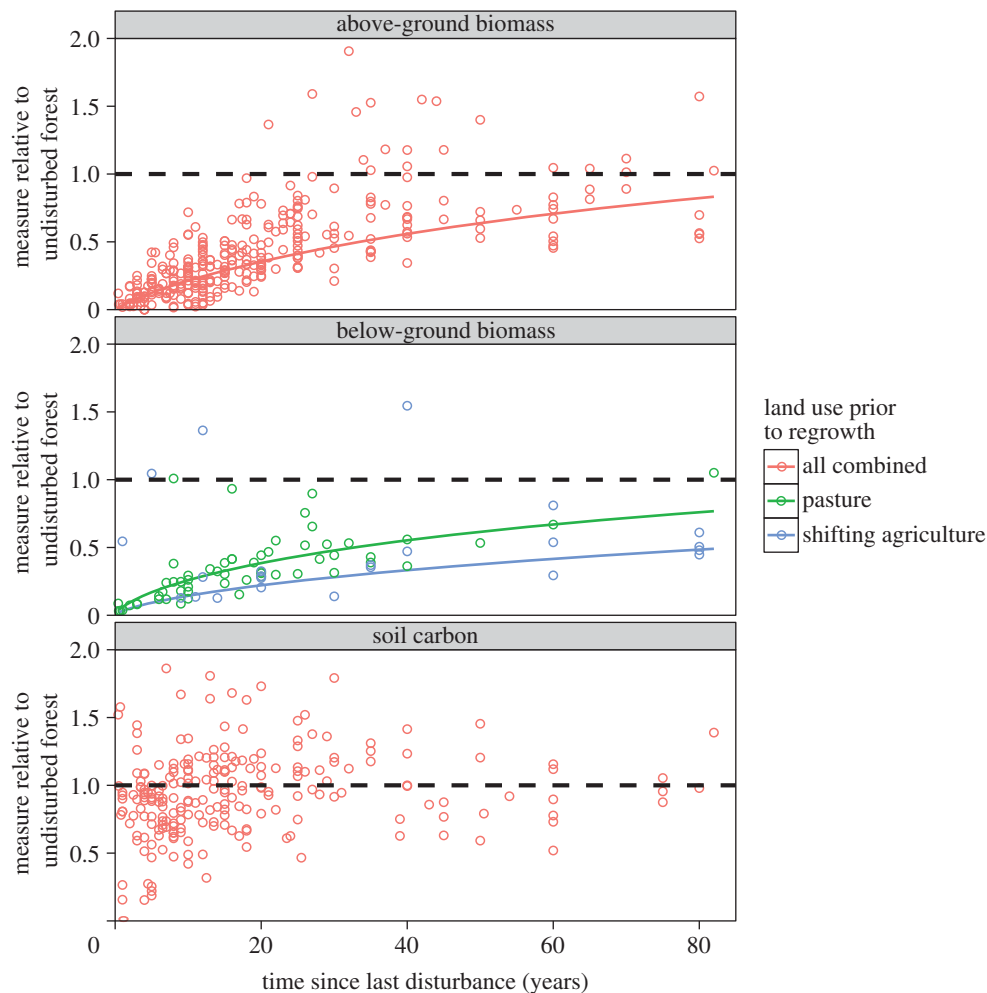 above-ground biomass
2.0
1.5
1.0
0.5
0
measure relative to
undisturbed forest
below-ground biomass
2.0
1.5
1.0
0.5
0
measure relative to
undisturbed forest
land use prior
to regrowth
all combined
pasture
shifting agriculture
soil carbon
2.0
1.5
1.0
0.5
measure relative to
undisturbed forest
0 20 40 60 80
time since last disturbance (years)